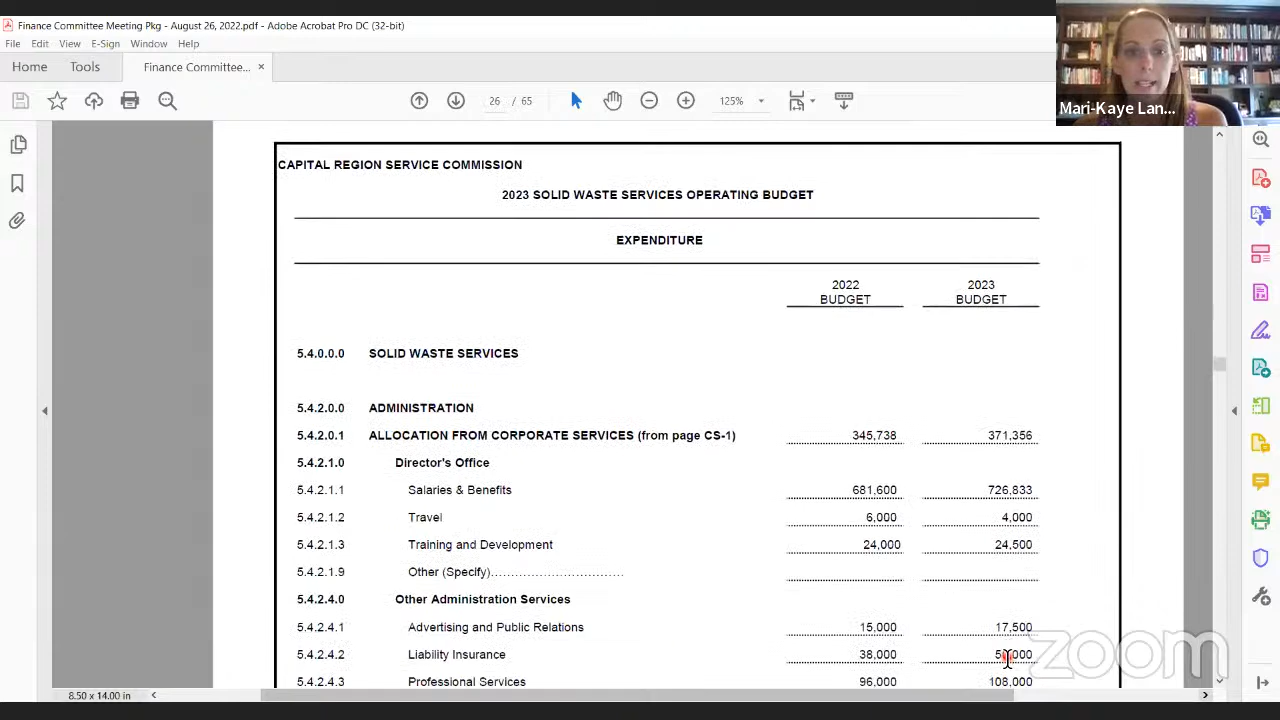 Finance Committee Meeting Pkg - August 26, 2022.pdf - Adobe Acrobat Pro DC (32-bit)
File Edit View E-Sign Window Help
Home Tools Finance Committee... ×
26 / 65 125%
Mari-Kaye Lan...
CAPITAL REGION SERVICE COMMISSION
2023 SOLID WASTE SERVICES OPERATING BUDGET
EXPENDITURE
2022 2023
BUDGET BUDGET
5.4.0.0.0 SOLID WASTE SERVICES
5.4.2.0.0 ADMINISTRATION
5.4.2.0.1 ALLOCATION FROM CORPORATE SERVICES (from page CS-1) 345,738 371,356
5.4.2.1.0 Director's Office
5.4.2.1.1 Salaries & Benefits 681,600 726,833
5.4.2.1.2 Travel 6,000 4,000
5.4.2.1.3 Training and Development 24,000 24,500
5.4.2.1.9 Other (Specify)................................
5.4.2.4.0 Other Administration Services
5.4.2.4.1 Advertising and Public Relations 15,000 17,500
5.4.2.4.2 Liability Insurance 38,000
5.4.2.4.3 Professional Services 96,000 108,000
zoom
8.50 x 14.00 in